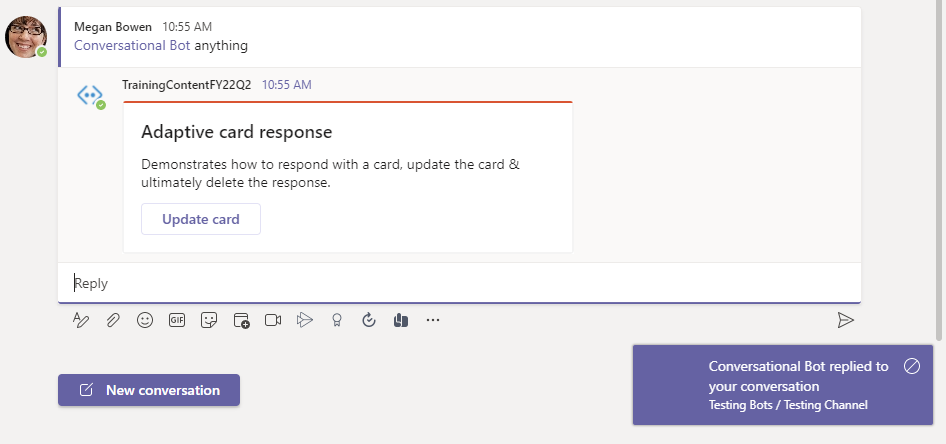 Megan Bowen 10:55 AM
Conversational Bot anything
TrainingContentFY22Q2 10:55 AM
Adaptive card response
Demonstrates how to respond with a card, update the card &
ultimately delete the response.
Update card
Reply
GIF
New conversation
Conversational Bot replied to
your conversation
Testing Bots / Testing Channel